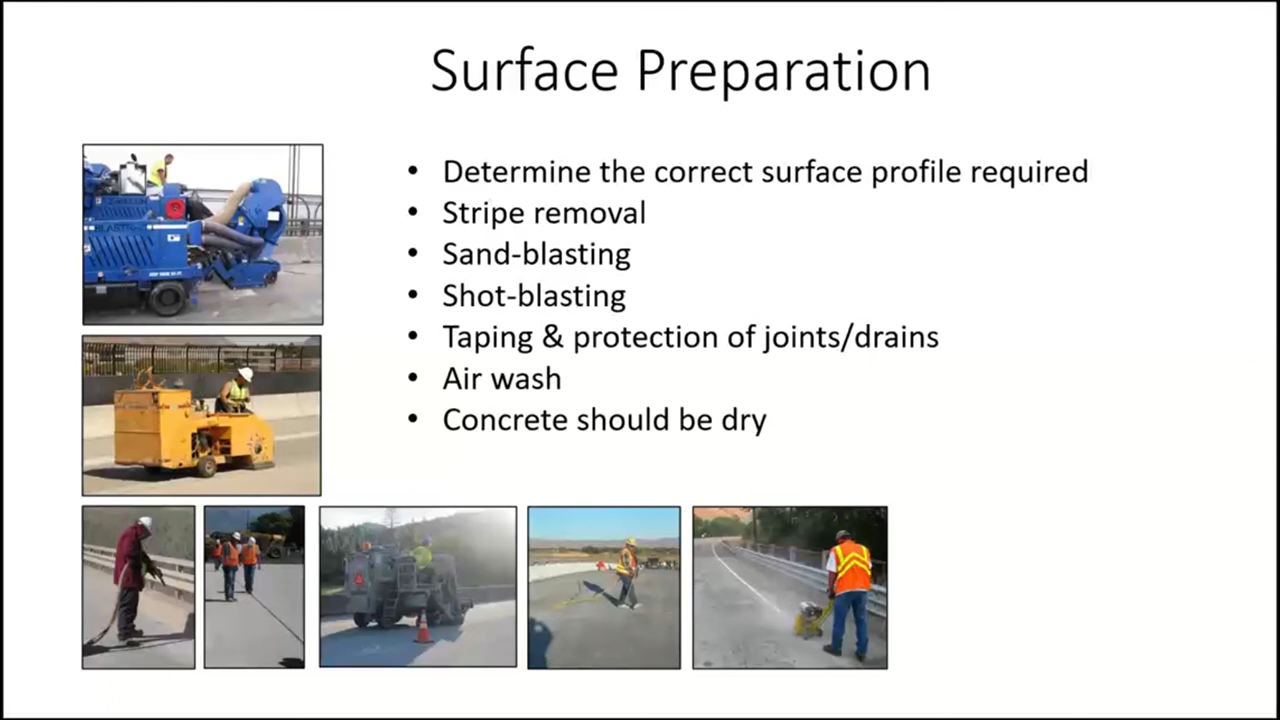 Surface Preparation
• Determine the correct surface profile required
• Stripe removal
• Sand-blasting
• Shot-blasting
• Taping & protection of joints/drains
• Air wash
• Concrete should be dry